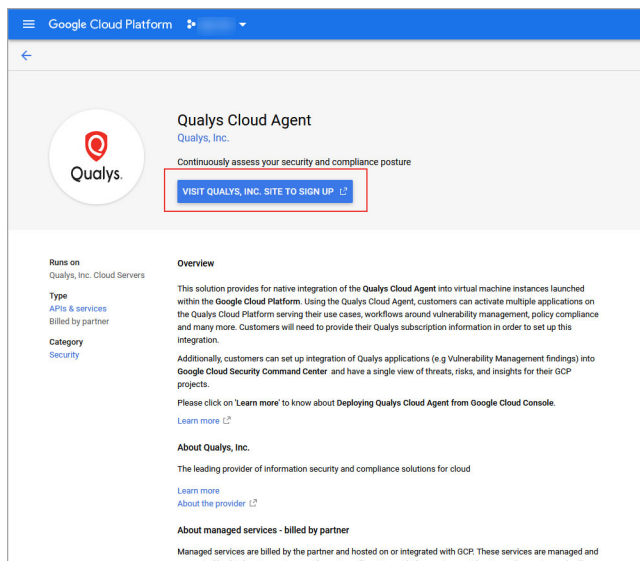 Google Cloud Platform
Qualys.
Qualys Cloud Agent
Qualys, Inc.
Continuously assess your security and compliance posture
VISIT QUALYS, INC. SITE TO SIGN UP
Runs on
Qualys, Inc. Cloud Servers
Type
APIs & services
Billed by partner
Category
Security
Overview
This solution provides for native integration of the Qualys Cloud Agent into virtual machine instances launched
within the Google Cloud Platform. Using the Qualys Cloud Agent, customers can activate multiple applications on
the Qualys Cloud Platform serving their use cases, workflows around vulnerability management, policy compliance
and many more. Customers will need to provide their Qualys subscription information in order to set up this
integration.
Additionally, customers can set up integration of Qualys applications (e.g Vulnerability Management findings) into
Google Cloud Security Command Center and have a single view of threats, risks, and insights for their GCP
projects.
Please click on 'Learn more' to know about Deploying Qualys Cloud Agent from Google Cloud Console.
Learn more
About Qualys, Inc.
The leading provider of information security and compliance solutions for cloud
Learn more
About the provider
About managed services - billed by partner
Managed services are billed by the partner and hosted on or integrated with GCP. These services are managed and